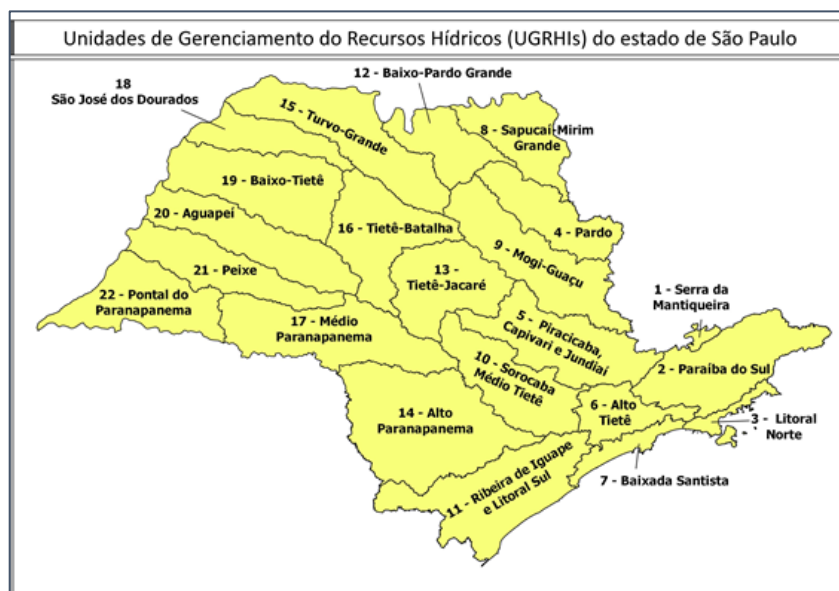 Unidades de Gerenciamento do Recursos Hídricos (UGRHIs) do estado de São Paulo
12 - Baixo-Pardo Grande
18
São José dos Dourados
15 - Turvo-Grande
8 - Sapucaí-Mirim
Grande
19 - Baixo-Tietê
20 - Aguapeí
16 - Tietê-Batalha
4 - Pardo
9 - Mogi-Guaçu
21 - Peixe
13 -
Tietê-Jacaré
1 - Serra da
Mantiqueira
22 - Pontal do
Paranapanema
17 - Médio
Paranapanema
5 - Piracicaba,
Capivari e Jundiaí
2 - Paraíba do Sul
10 - Sorocaba
Médio Tietê
6 - Alto
Tietê
14 - Alto
Paranapanema
3 - Litoral
Norte
11 - Ribeira de Iguape
e Litoral Sul
7 - Baixada Santista